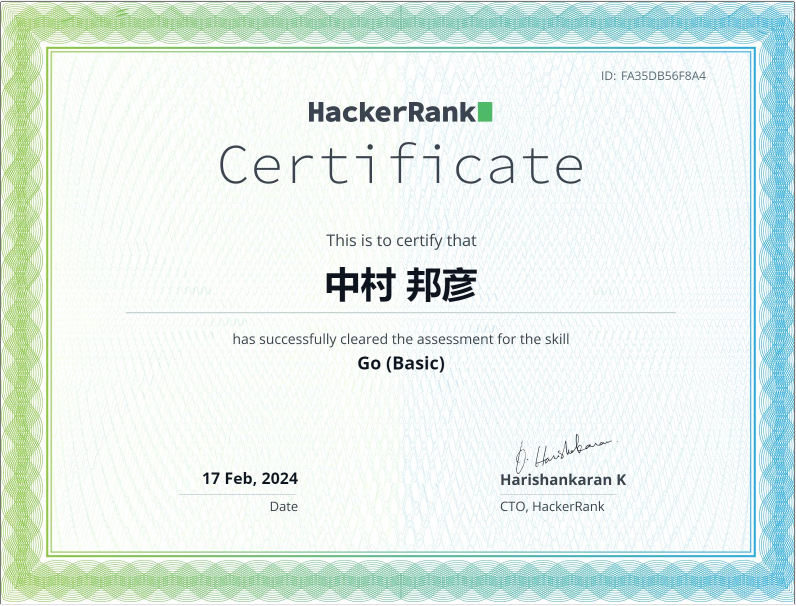 ID: FA35DB56F8A4
HackerRank
Certificate
This is to certify that
中村 邦彦
has successfully cleared the assessment for the skill
Go (Basic)
17 Feb, 2024
Date
Harishankaran K
CTO, HackerRank